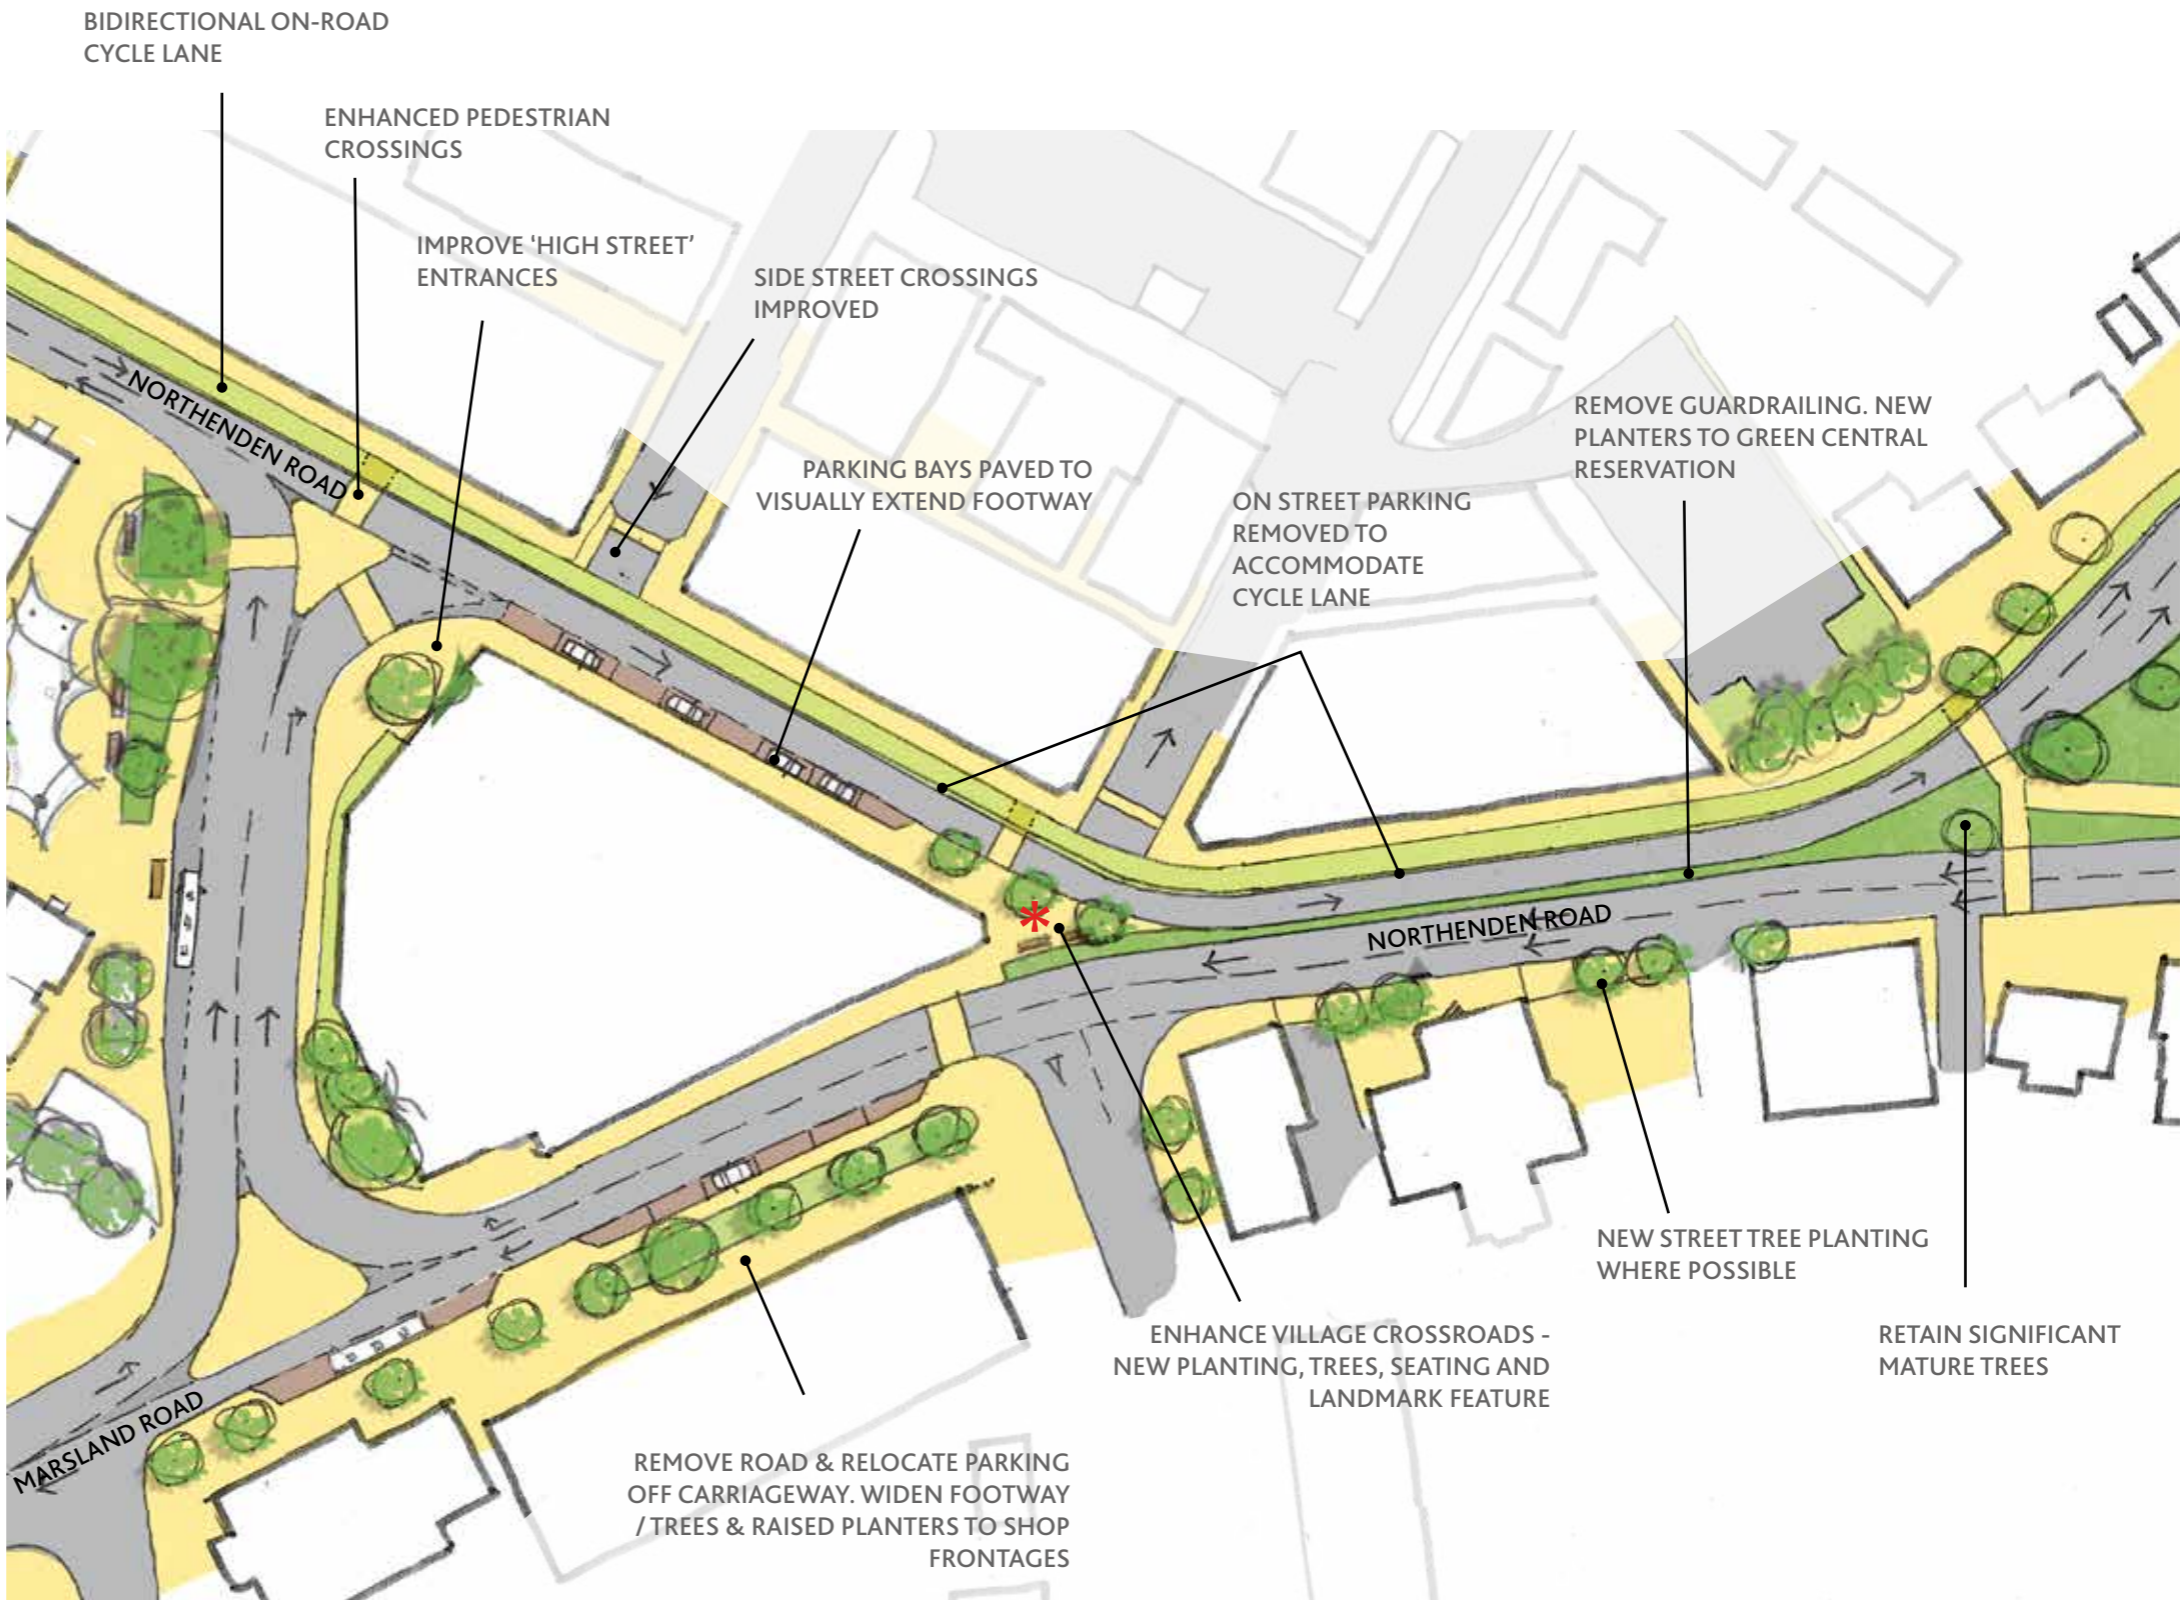 BIDIRECTIONAL ON-ROAD
CYCLE LANE
ENHANCED PEDESTRIAN
CROSSINGS
IMPROVE ‘HIGH STREET’
ENTRANCES
SIDE STREET CROSSINGS
IMPROVED
PARKING BAYS PAVED TO
VISUALLY EXTEND FOOTWAY
ON STREET PARKING
REMOVED TO
ACCOMMODATE
CYCLE LANE
REMOVE GUARDRAILING. NEW
PLANTERS TO GREEN CENTRAL
RESERVATION
NORTHENDEN ROAD
NORTHENDEN ROAD
*
NEW STREET TREE PLANTING
WHERE POSSIBLE
RETAIN SIGNIFICANT
MATURE TREES
ENHANCE VILLAGE CROSSROADS -
NEW PLANTING, TREES, SEATING AND
LANDMARK FEATURE
MARSLAND ROAD
REMOVE ROAD & RELOCATE PARKING
OFF CARRIAGEWAY. WIDEN FOOTWAY
/ TREES & RAISED PLANTERS TO SHOP
FRONTAGES